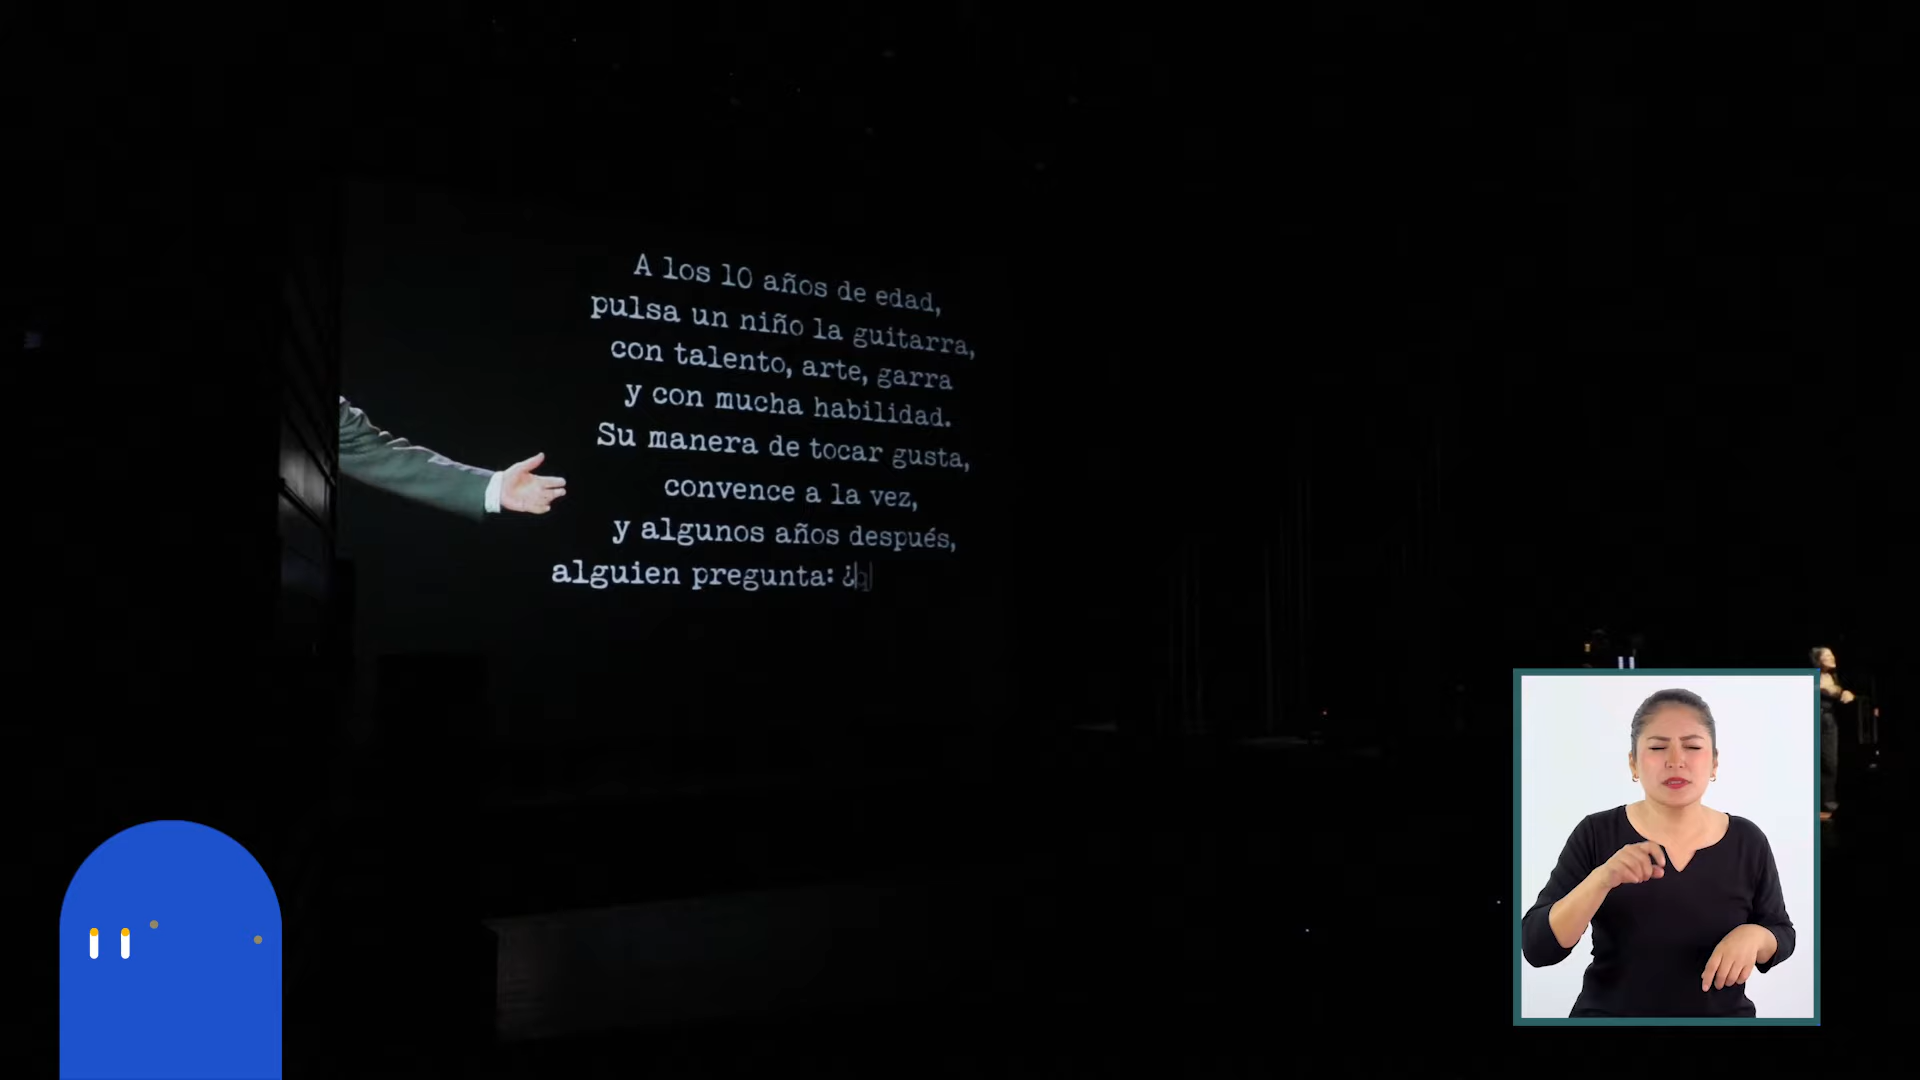 A los 10 años de edad,
pulsa un niño la guitarra,
con talento, arte, garra
y con mucha habilidad.
Su manera de tocar gusta,
convence a la vez,
y algunos años después,
alguien pregunta: ¿q